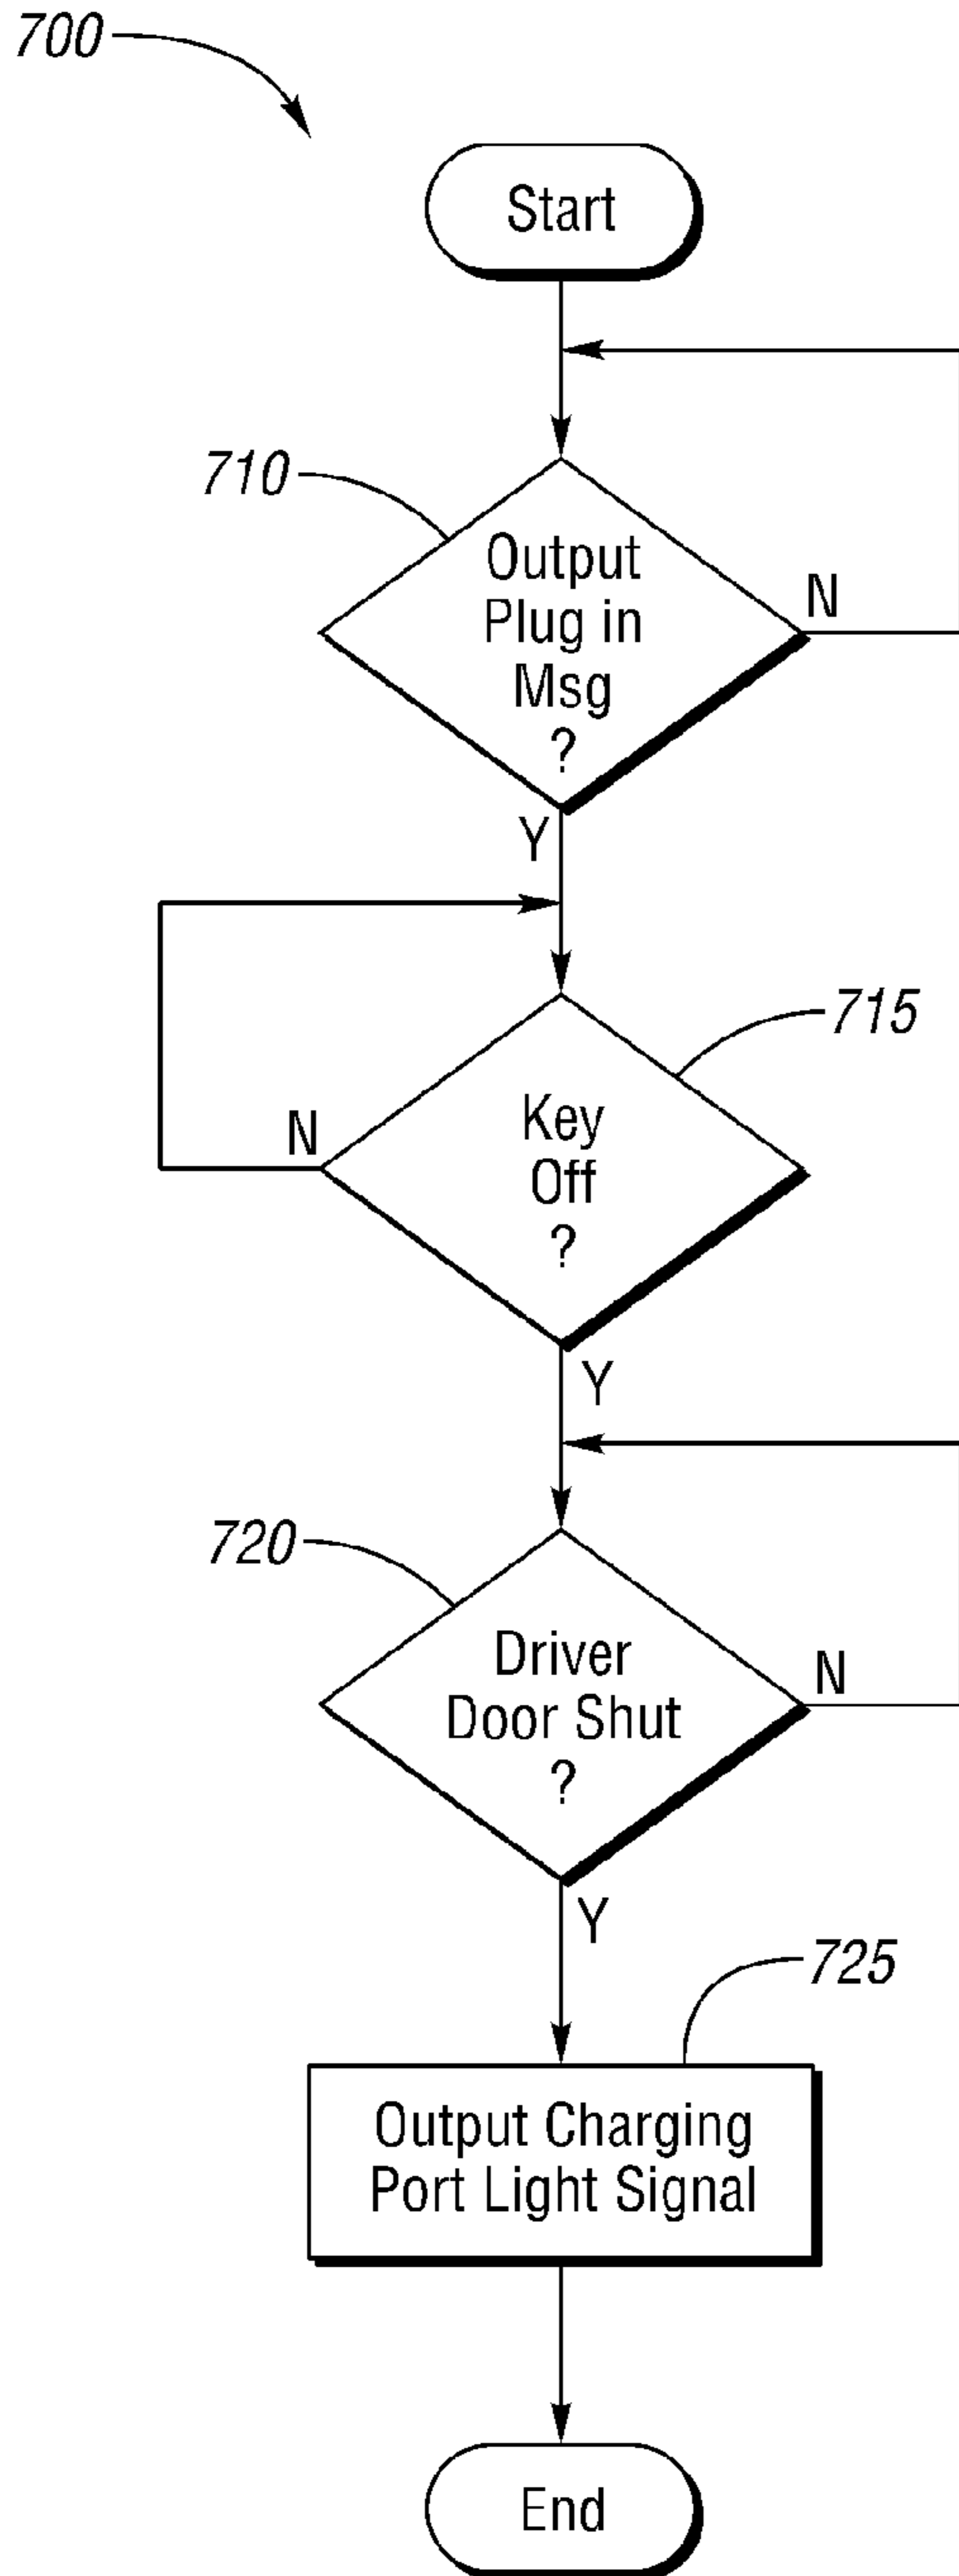 700
Start
710
Output
Plug in
Msg
?
N
Y
715
Key
Off
?
N
Y
720
Driver
Door Shut
?
N
Y
725
Output Charging
Port Light Signal
End